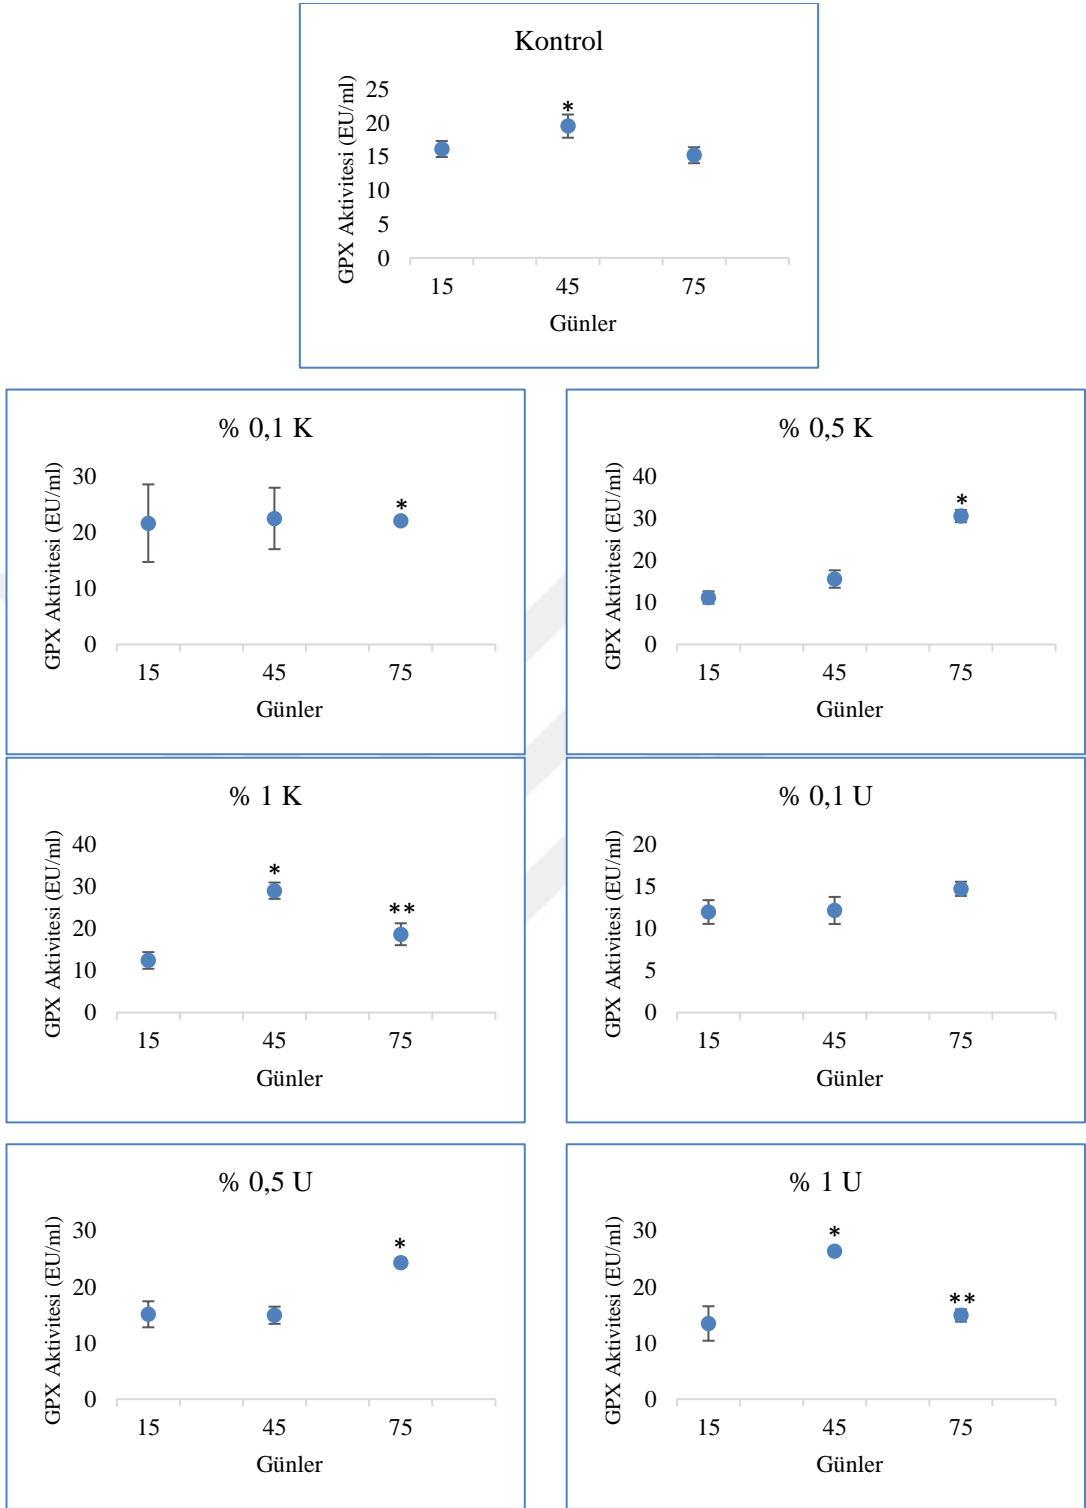 Kontrol
GPX Aktivitesi (EU/ml)
25
20
15
10
5
0
*
15 45 75
Günler
% 0,1 K
GPX Aktivitesi (EU/ml)
30
20
10
0
*
15 45 75
Günler
% 0,5 K
GPX Aktivitesi (EU/ml)
40
30
20
10
0
*
15 45 75
Günler
% 1 K
GPX Aktivitesi (EU/ml)
40
30
20
10
0
*
**
15 45 75
Günler
% 0,1 U
GPX Aktivitesi (EU/ml)
20
15
10
5
0
15 45 75
Günler
% 0,5 U
GPX Aktivitesi (EU/ml)
30
20
10
0
*
15 45 75
Günler
% 1 U
GPX Aktivitesi (EU/ml)
30
20
10
0
*
**
15 45 75
Günler